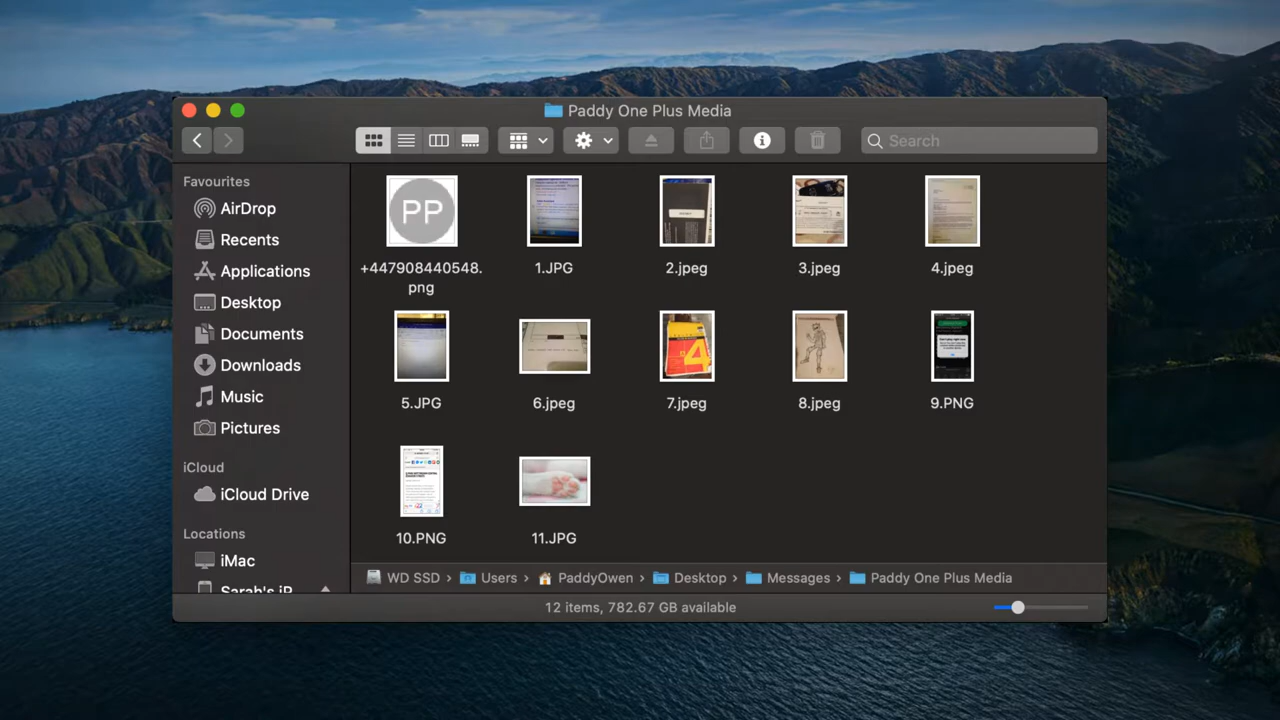 Paddy One Plus Media
Search
Favourites
AirDrop
Recents
Applications
Desktop
Documents
Downloads
Music
Pictures
iCloud
iCloud Drive
Locations
iMac
Sarah's iP
PP
+447908440548.
png
1.JPG
2.jpeg
3.jpeg
4.jpeg
5.JPG
6.jpeg
4
7.jpeg
8.jpeg
9.PNG
10.PNG
11.JPG
WD SSD › Users › PaddyOwen › Desktop › Messages › Paddy One Plus Media
12 items, 782.67 GB available